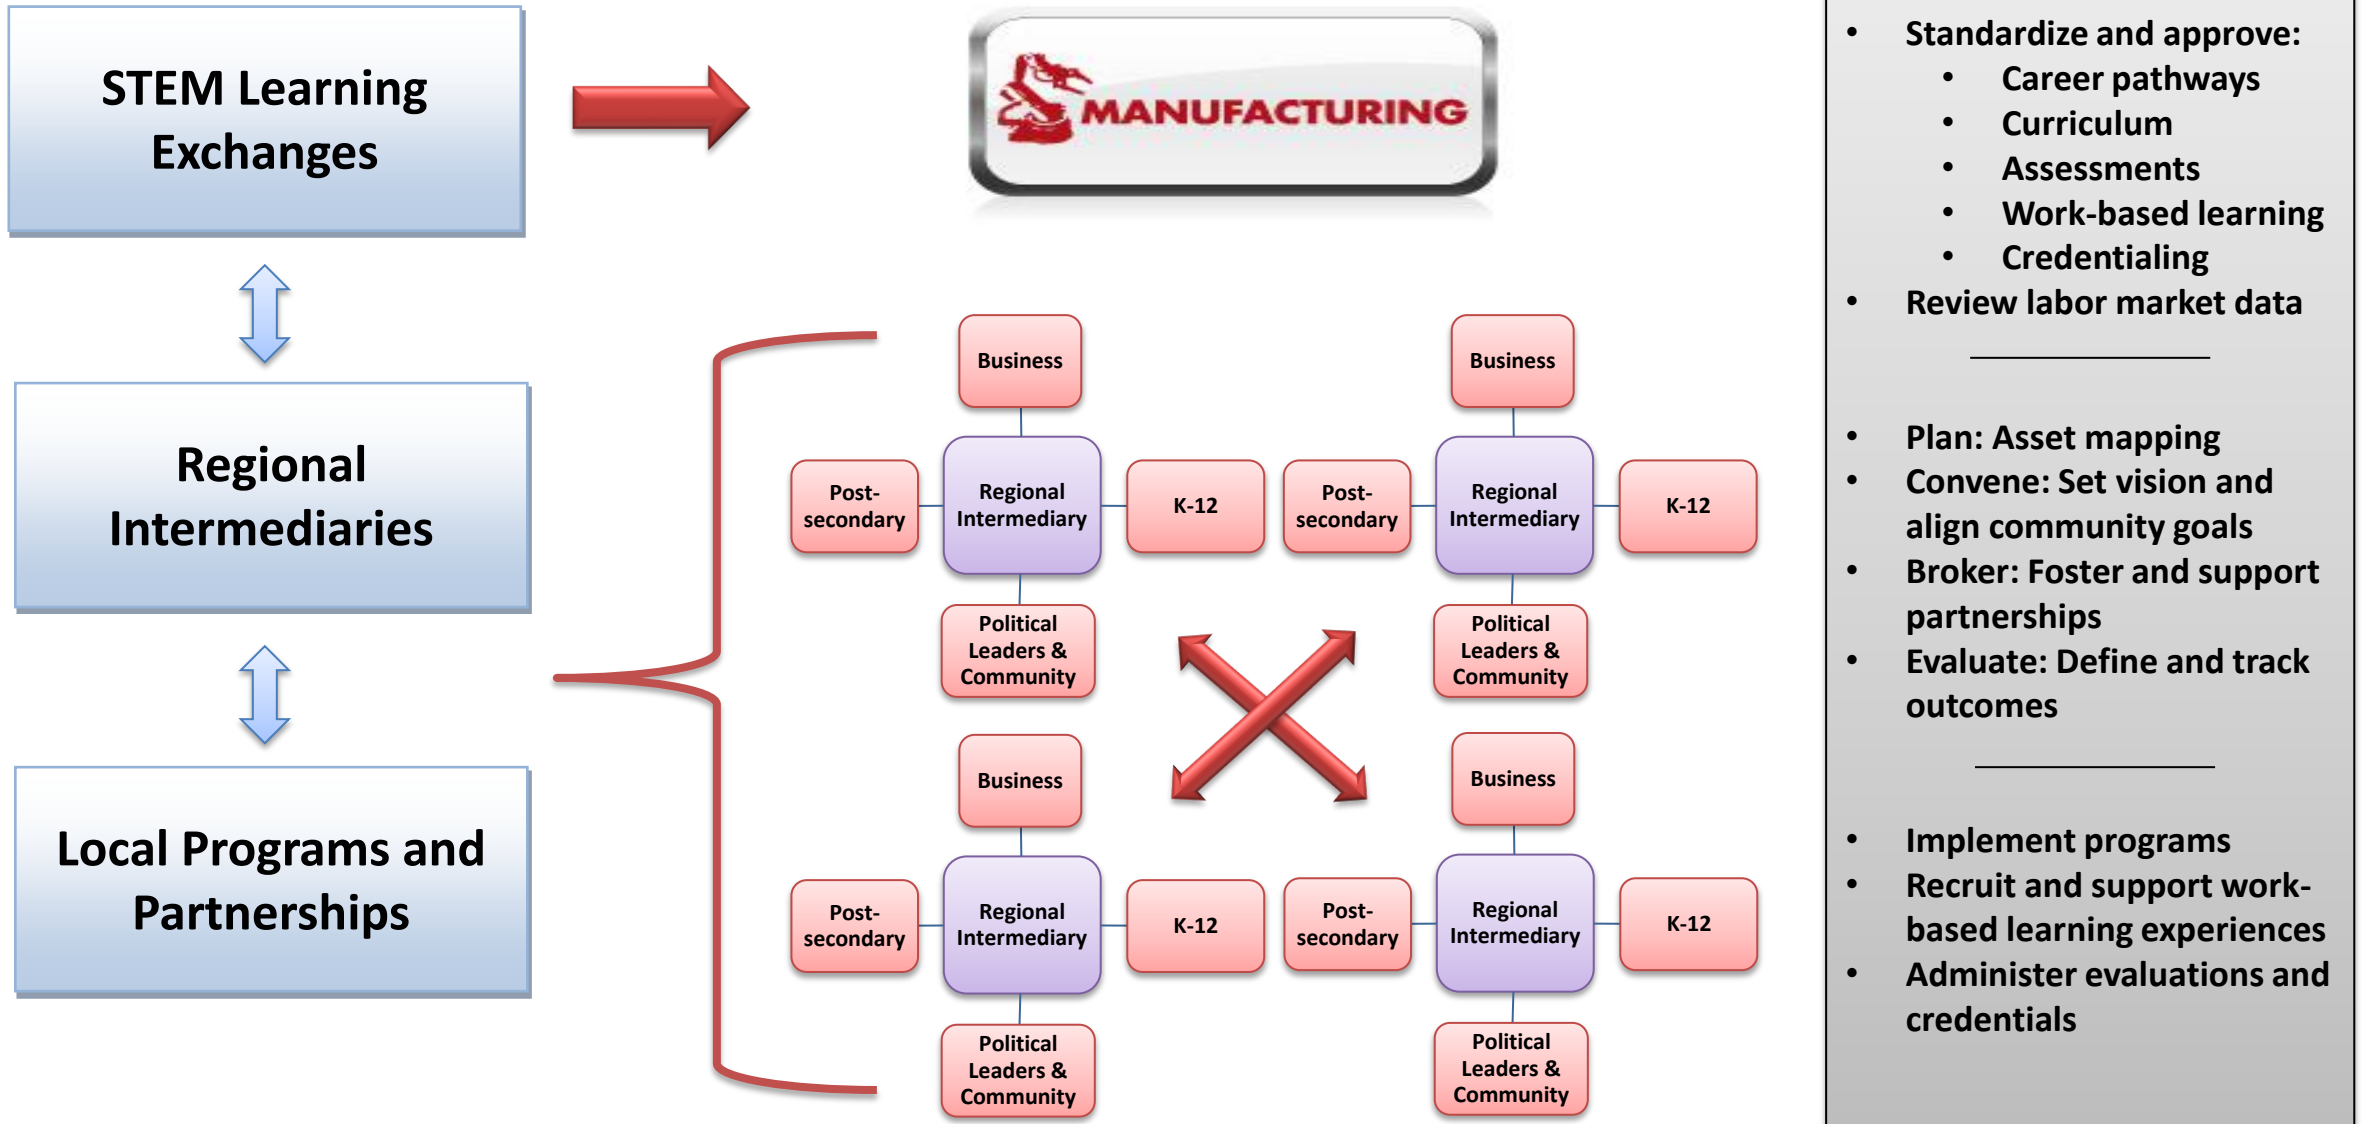 STEM Learning
Exchanges
Regional
Intermediaries
Local Programs and
Partnerships
MANUFACTURING
Business
Post-
secondary
Regional
Intermediary
K-12
Political
Leaders &
Community
Business
Post-
secondary
Regional
Intermediary
K-12
Political
Leaders &
Community
Business
Post-
secondary
Regional
Intermediary
K-12
Political
Leaders &
Community
Business
Post-
secondary
Regional
Intermediary
K-12
Political
Leaders &
Community
• Standardize and approve:
• Career pathways
• Curriculum
• Assessments
• Work-based learning
• Credentialing
• Review labor market data
• Plan: Asset mapping
• Convene: Set vision and
align community goals
• Broker: Foster and support
partnerships
• Evaluate: Define and track
outcomes
• Implement programs
• Recruit and support work-
based learning experiences
• Administer evaluations and
credentials